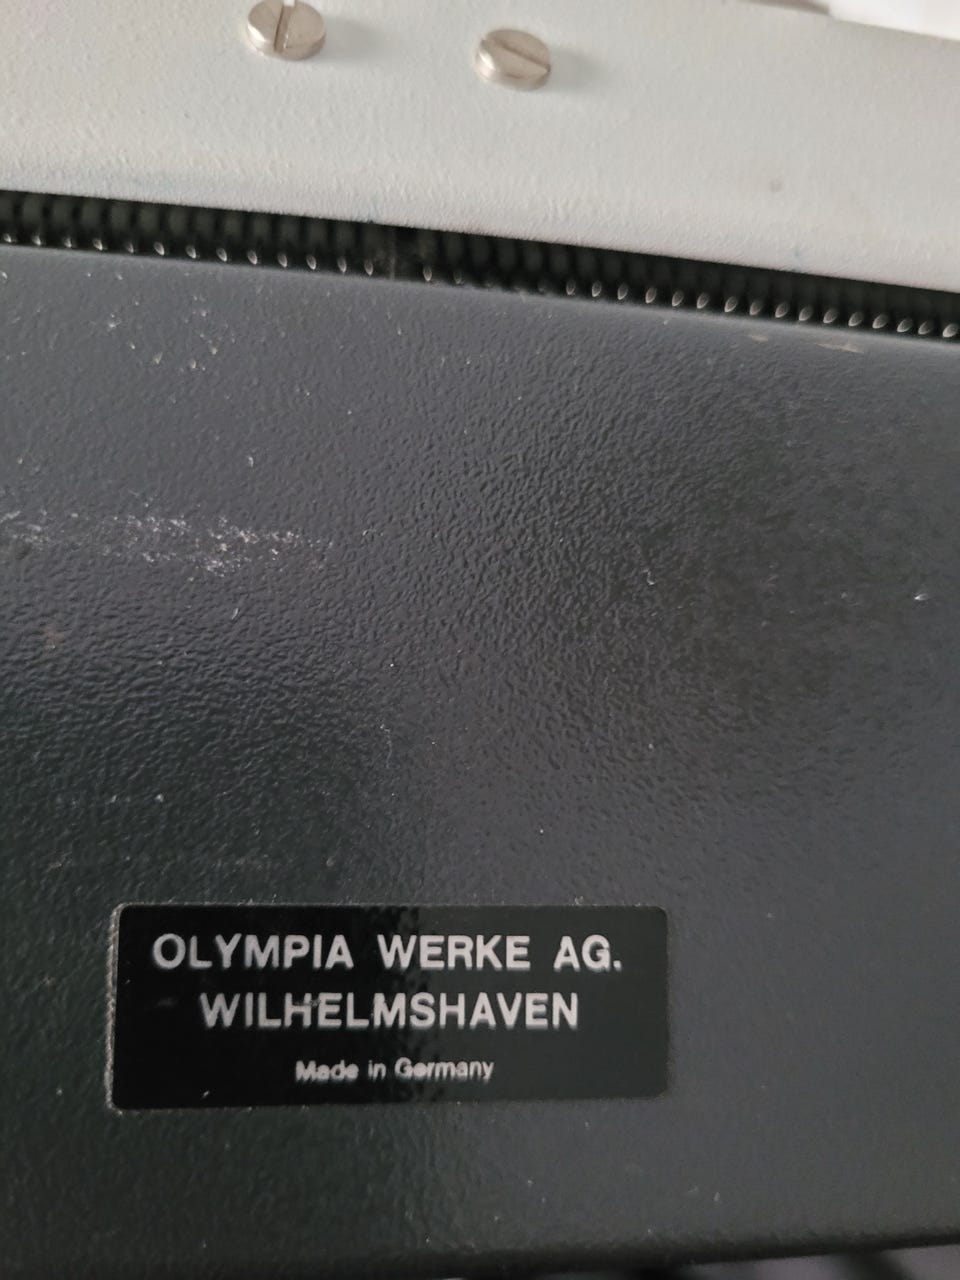 OLYMPIA WERKE AG.
WILHELMSHAVEN
Made in Germany